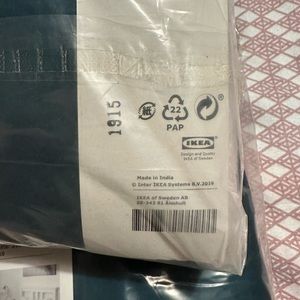 1915
紙
22
PAP
IKEA
Design and Quality
IKEA of Sweden
Made in India
© Inter IKEA Systems B.V. 2019
IKEA of Sweden AB
SE-343 81 Älmhult